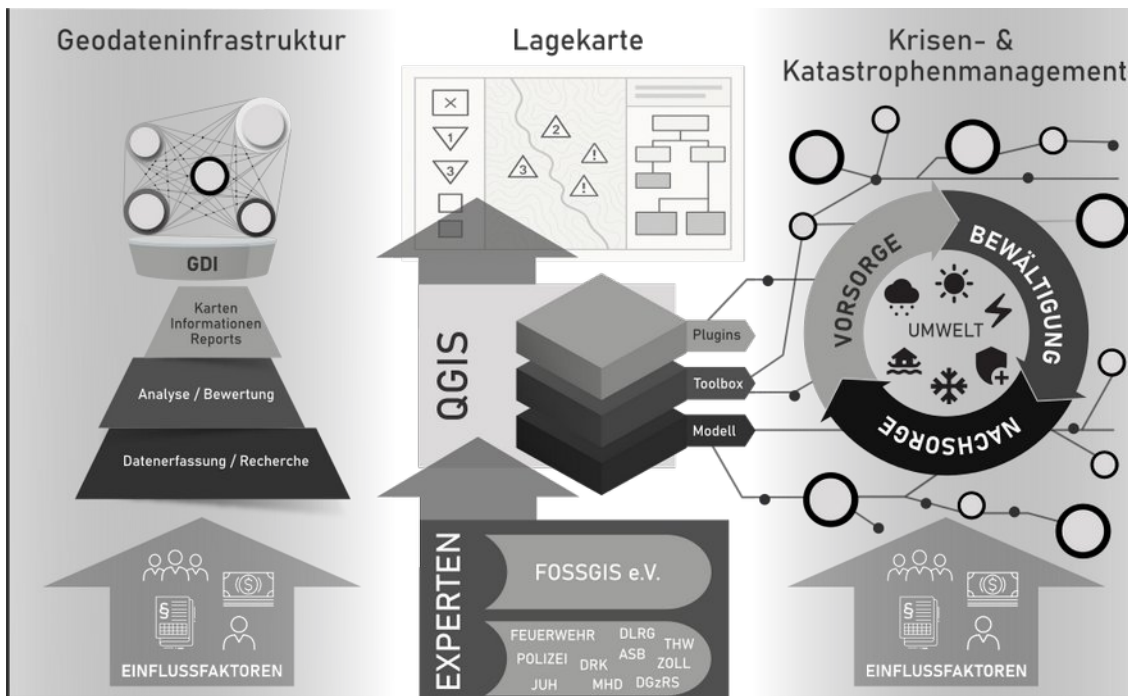 Geodateninfrastruktur
GDI
Karten
Informationen
Reports
Analyse / Bewertung
Datenerfassung / Recherche
§
$
EINFLUSSFAKTOREN
Lagekarte
1
3
2
3
!
!
QGIS
Plugins
Toolbox
Modell
EXPERTEN
FOSSGIS e.V.
FEUERWEHR DLRG THW
POLIZEI DRK ASB ZOLL
JUH MHD DGzRS
Krisen- &
Katastrophenmanagement
VORSORGE
BEWÄLTIGUNG
NACHSORGE
UMWELT
§
$
EINFLUSSFAKTOREN